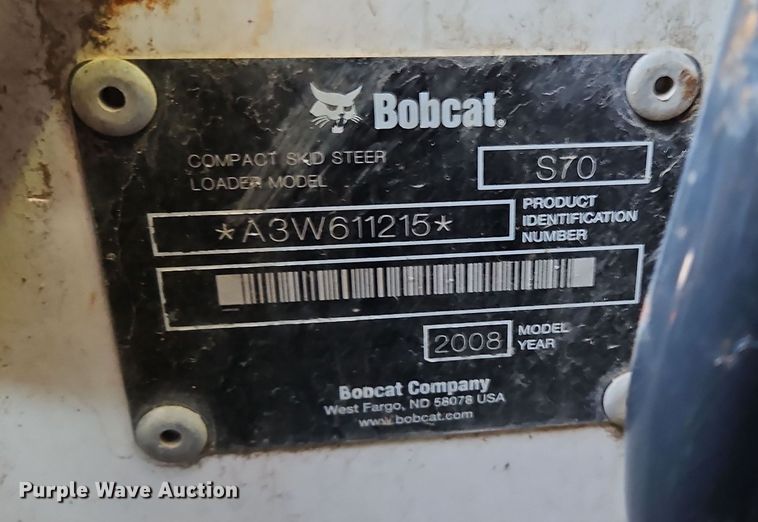 Bobcat.
COMPACT SKID STEER
LOADER MODEL
S70
*A3W611215*
PRODUCT
IDENTIFICATION
NUMBER
2008
MODEL
YEAR
Bobcat Company
West Fargo, ND 58078 USA
www.bobcat.com
Purple Wave Auction